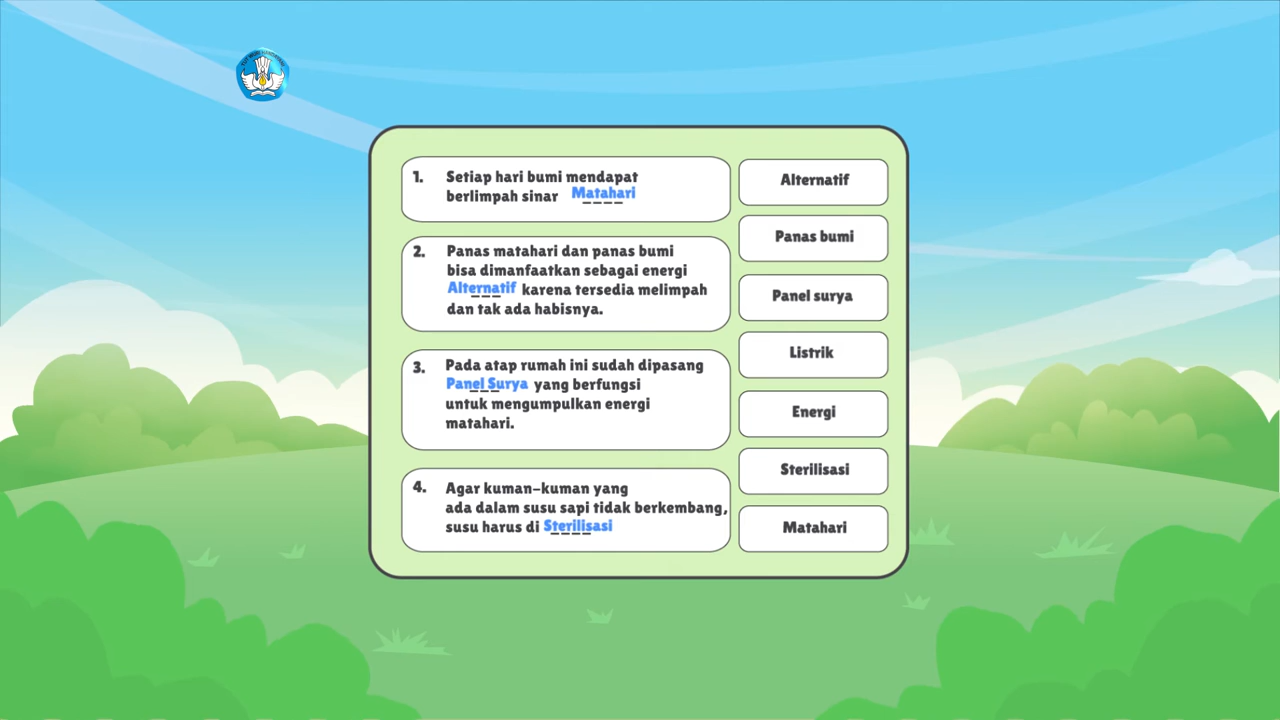 1. Setiap hari bumi mendapat
berlimpah sinar Matahari
2. Panas matahari dan panas bumi
bisa dimanfaatkan sebagai energi
Alternatif karena tersedia melimpah
dan tak ada habisnya.
3. Pada atap rumah ini sudah dipasang
Panel Surya yang berfungsi
untuk mengumpulkan energi
matahari.
4. Agar kuman-kuman yang
ada dalam susu sapi tidak berkembang,
susu harus di Sterilisasi
Alternatif
Panas bumi
Panel surya
Listrik
Energi
Sterilisasi
Matahari